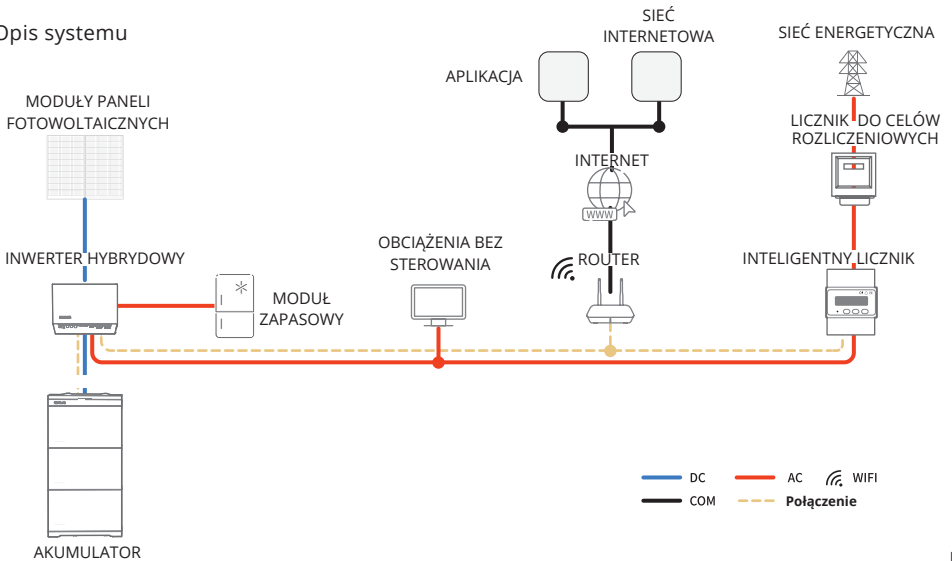 Opis systemu
SIEĆ
INTERNETOWA
SIEĆ ENERGETYCZNA
APLIKACJA
MODUŁY PANELI
FOTOWOLTAICZNYCH
LICZNIK DO CELÓW
ROZLICZENIOWYCH
INTERNET
WWW
OBCIĄŻENIA BEZ
STEROWANIA
INWERTER HYBRYDOWY
ROUTER
INTELIGENTNY LICZNIK
MODUŁ
ZAPASOWY
DC
AC
WIFI
COM
Połączenie
AKUMULATOR